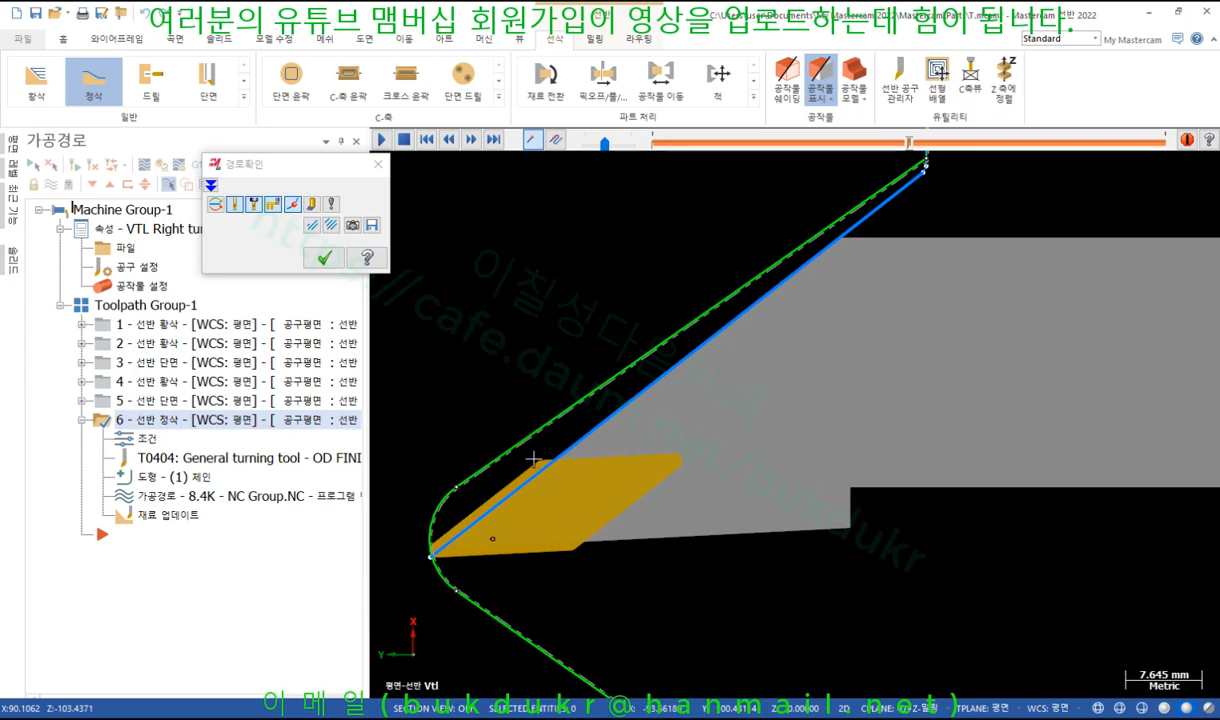 여러분의 유튜브 맴버십 회원가입이 영상을 업로드하는데 힘이 됩니다.
Mastercam 선반 2022
파일 홈 와이어프레임 곡면 솔리드 모델 수정 메쉬 도면 이동 아트 머신 뷰 선삭 밀링 라우팅
Standard My Mastercam
황삭 정삭 드릴 단면
단면 윤곽 C-축 윤곽 크로스 윤곽 단면 드릴
재료 전환 픽오프/풀/... 공작물 이동 척
공작물 쉐이딩 공작물 표시 공작물 모델
선반 공구 관리자 선형 배열 C축뷰 Z 축에 정렬
일반 C-축 파트 처리 공작물 유틸리티
가공경로
경로확인
Machine Group-1
속성 - VTL Right tu
파일
공구 설정
공작물 설정
Toolpath Group-1
1 - 선반 황삭 - [WCS: 평면] - [ 공구평면 : 선반
2 - 선반 황삭 - [WCS: 평면] - [ 공구평면 : 선반
3 - 선반 단면 - [WCS: 평면] - [ 공구평면 : 선반
4 - 선반 황삭 - [WCS: 평면] - [ 공구평면 : 선반
5 - 선반 단면 - [WCS: 평면] - [ 공구평면 : 선반
6 - 선반 정삭 - [WCS: 평면] - [ 공구평면 : 선반
조건
T0404: General turning tool - OD FINI
도형 - (1) 체인
가공경로 - 8.4K - NC Group.NC - 프로그램
재료 업데이트
이칠성다음카페
http://cafe.daum.net/bukdukr
X
Y
평면-선반 Vtl
7.645 mm
Metric
이 메 일 ( b u k d u k r @ h a n m a i l . n e t )
X:90.1062 Z:-103.4371 SELECTED ENTITIES: 0 2D TPLANE: 평면 WCS: 평면